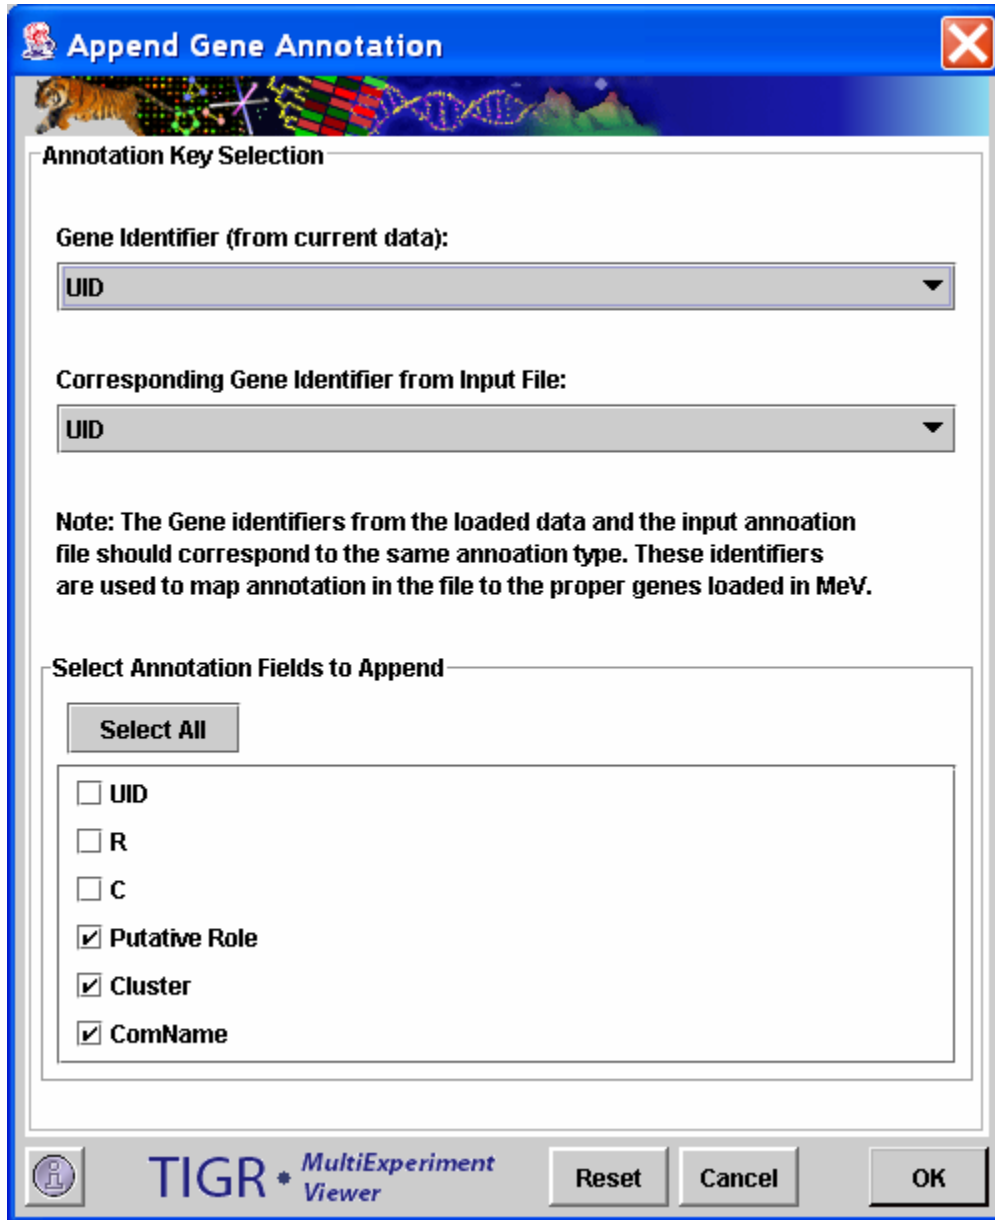 Append Gene Annotation
Annotation Key Selection
Gene Identifier (from current data):
UID
Corresponding Gene Identifier from Input File:
UID
Note: The Gene identifiers from the loaded data and the input annoation
file should correspond to the same annoation type. These identifiers
are used to map annotation in the file to the proper genes loaded in MeV.
Select Annotation Fields to Append
Select All
UID
R
C
Putative Role
Cluster
ComName
TIGR * MultiExperiment
Viewer
Reset
Cancel
OK